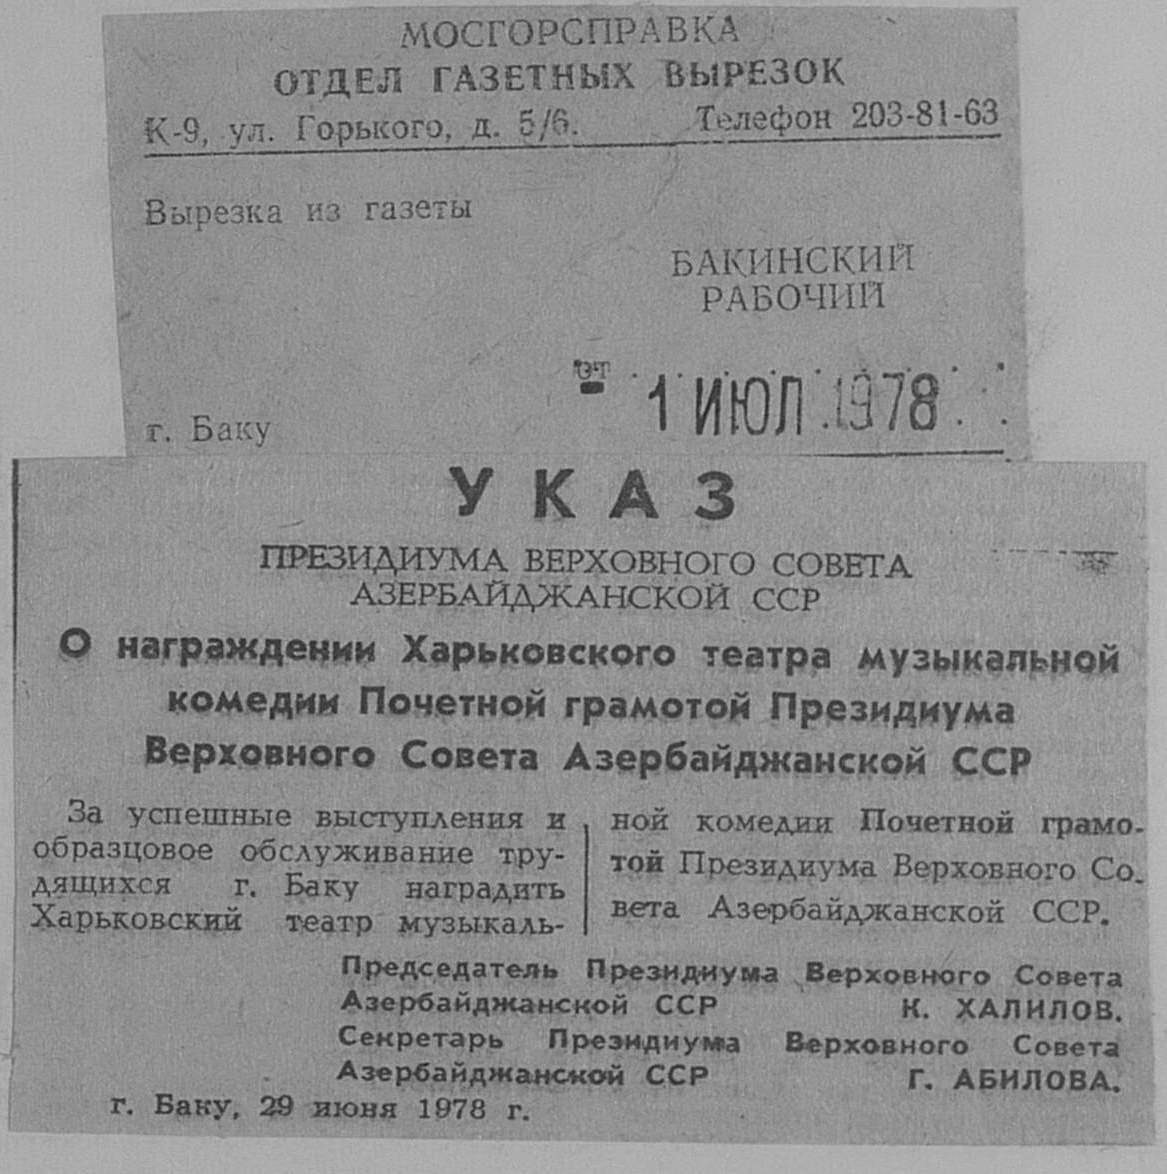 МОСГОРСПРАВКА
ОТДЕЛ ГАЗЕТНЫХ ВЫРЕЗОК
К-9, ул. Горького, д. 5/6. Телефон 203-81-63
Вырезка из газеты
БАКИНСКИЙ
РАБОЧИЙ
от
1 ИЮЛ 1978
г. Баку
УКАЗ
ПРЕЗИДИУМА ВЕРХОВНОГО СОВЕТА
АЗЕРБАЙДЖАНСКОЙ ССР
О награждении Харьковского театра музыкальной
комедии Почетной грамотой Президиума
Верховного Совета Азербайджанской ССР
За успешные выступления и
образцовое обслуживание тру-
дящихся г. Баку наградить
Харьковский театр музыкаль-
ной комедии Почетной грамо-
той Президиума Верховного Со-
вета Азербайджанской ССР.
Председатель Президиума Верховного Совета
Азербайджанской ССР К. ХАЛИЛОВ.
Секретарь Президиума Верховного Совета
Азербайджанской ССР Г. АБИЛОВА.
г. Баку, 29 июня 1978 г.